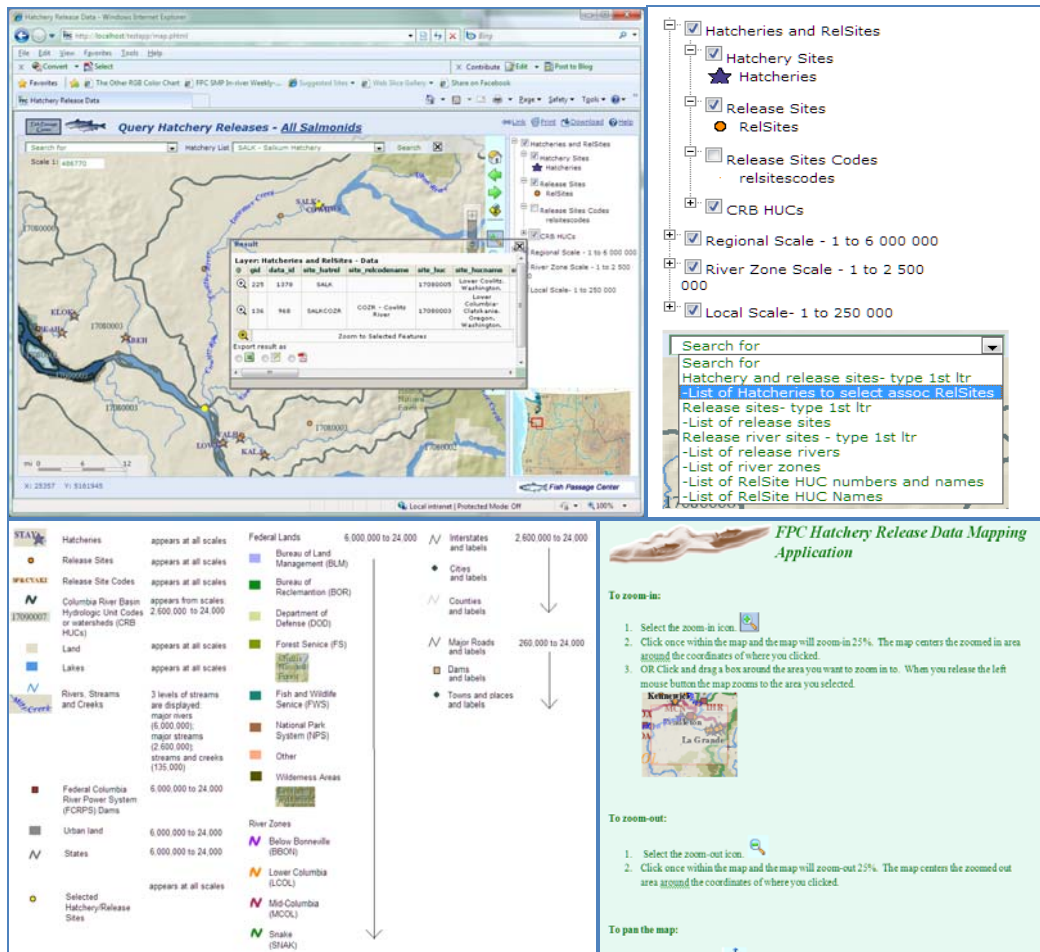 Hatchery Release Data - Windows Internet Explorer
http://localhost/testapp/map.phtml
Bing
File Edit View Favorites Tools Help
x Convert Select
x Contribute Edit Post to Blog
Favorites The Other RGB Color Chart FPC SMP In-river Weekly-... Suggested Sites Web Slice Gallery Share on Facebook
Hatchery Release Data
Page Safety Tools
Query Hatchery Releases - All Salmonids
Link Print Download Help
Search for
Hatchery List SALK - Salkum Hatchery
Search
Scale 1: 486770
17080000
SALK
KLOK
17080003
ABEH
17080003
KALH
LOWK
KALA
17080001
17080002
mi 0 6 12
Hatcheries and RelSites
Hatchery Sites
Hatcheries
Release Sites
RelSites
Release Sites Codes
relsitescodes
CRB HUCs
Regional Scale - 1 to 6 000 000
River Zone Scale - 1 to 2 500
0
Local Scale- 1 to 250 000
Result
Layer: Hatcheries and RelSites - Data
@ gid data_id site_hatrel site_relcodename site_huc site_hucname
225 1378 SALK 17080005 Lower Cowlitz.
Washington.
136 968 SALKCOZR COZR - Cowlitz River 17080003 Lower
Columbia-
Clatskanie.
Oregon,
Washington.
Zoom to Selected Features
Export result as
X: 25357 Y: 5161945
Fish Passage Center
Local intranet | Protected Mode: Off
100%
Hatcheries and RelSites
Hatchery Sites
Hatcheries
Release Sites
RelSites
Release Sites Codes
relsitescodes
CRB HUCs
Regional Scale - 1 to 6 000 000
River Zone Scale - 1 to 2 500
000
Local Scale- 1 to 250 000
Search for
Search for
Hatchery and release sites- type 1st ltr
-List of Hatcheries to select assoc RelSites
Release sites- type 1st ltr
-List of release sites
Release river sites - type 1st ltr
-List of release rivers
-List of river zones
-List of RelSite HUC numbers and names
-List of RelSite HUC Names
STAY
Hatcheries
appears at all scales
Release Sites
appears at all scales
Release Site Codes
appears at all scales
17090007
Columbia River Basin
Hydrologic Unit Codes
or watersheds (CRB
HUCs)
appears from scales:
2,600,000 to 24,000
Land
appears at all scales
Lakes
appears at all scales
Mill Creek
Rivers, Streams
and Creeks
3 levels of streams
are displayed:
major rivers
(6,000,000);
major streams
(2,600,000);
streams and creeks
(135,000)
Federal Columbia
River Power System
(FCRPS) Dams
6,000,000 to 24,000
Urban land
6,000,000 to 24,000
States
6,000,000 to 24,000
Selected
Hatchery/Release
Sites
appears at all scales
Federal Lands
6,000,000 to 24,000
Bureau of Land
Management (BLM)
Bureau of
Reclemantion (BOR)
Department of
Defense (DOD)
Forest Service (FS)
Fish and Wildlife
Service (FWS)
National Park
System (NPS)
Other
Wilderness Areas
River Zones
Below Bonneville
(BBON)
Lower Columbia
(LCOL)
Mid-Columbia
(MCOL)
Snake
(SNAK)
Interstates
and labels
2,600,000 to 24,000
Cities
and labels
Counties
and labels
Major Roads
and labels
260,000 to 24,000
Dams
and labels
Towns and places
and labels
FPC Hatchery Release Data Mapping
Application
To zoom-in:
1. Select the zoom-in icon.
2. Click once within the map and the map will zoom-in 25%. The map centers the zoomed in area
around the coordinates of where you clicked.
3. OR Click and drag a box around the area you want to zoom in to. When you release the left
mouse button the map zooms to the area you selected.
Kennewick
MCN IHR
La Grande
To zoom-out:
1. Select the zoom-out icon.
2. Click once within the map and the map will zoom-out 25%. The map centers the zoomed out
area around the coordinates of where you clicked.
To pan the map: